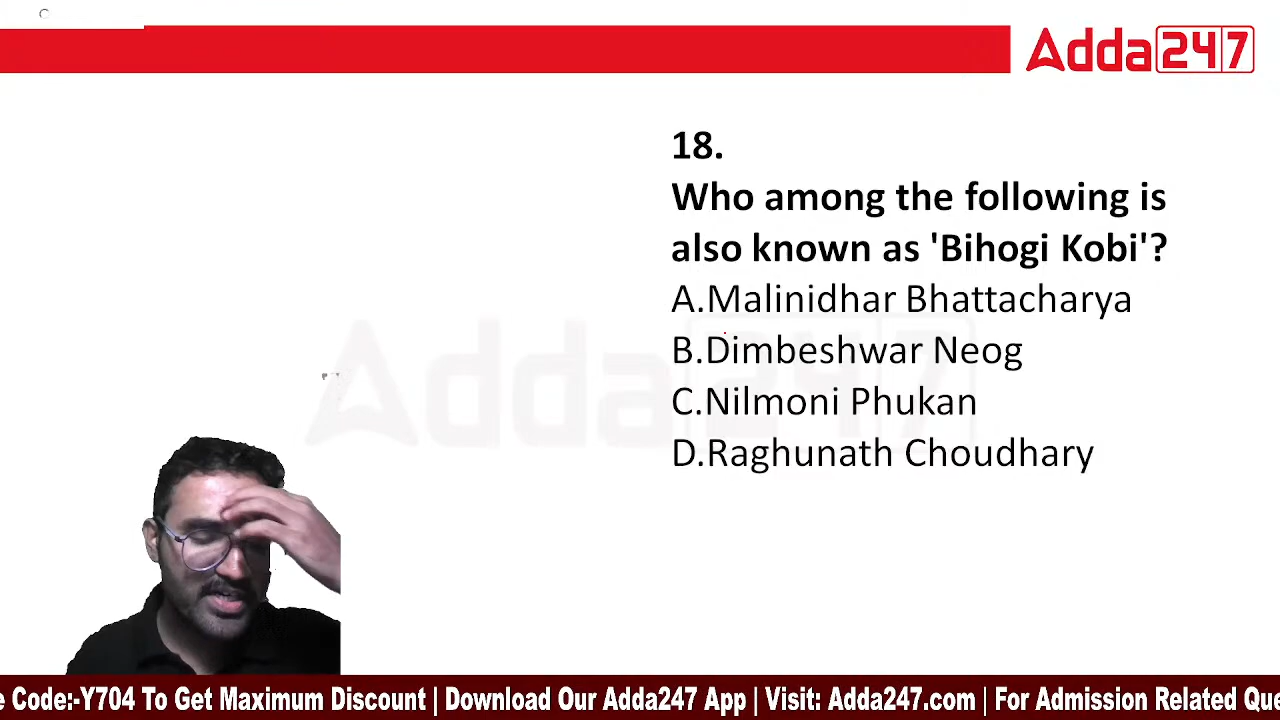 Adda247
18.
Who among the following is
also known as 'Bihogi Kobi'?
A.Malinidhar Bhattacharya
B.Dimbeshwar Neog
C.Nilmoni Phukan
D.Raghunath Choudhary
Adda247
e Code:-Y704 To Get Maximum Discount | Download Our Adda247 App | Visit: Adda247.com | For Admission Related Que